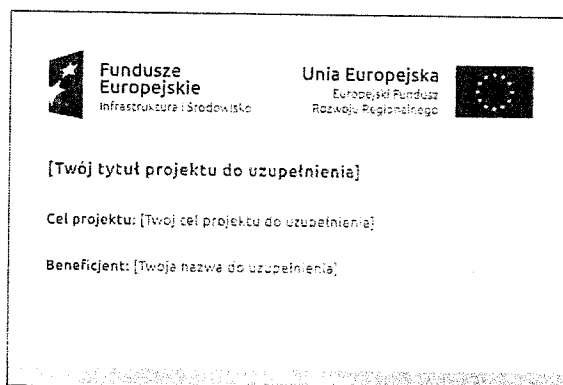 Fundusze
Europejskie
Infrastruktura i Środowisko
Unia Europejska
Europejski Fundusz
Rozwoju Regionalnego
[Twój tytuł projektu do uzupełnienia]
Cel projektu: [Twój cel projektu do uzupełnienia]
Beneficjent: [Twoja nazwa do uzupełnienia]